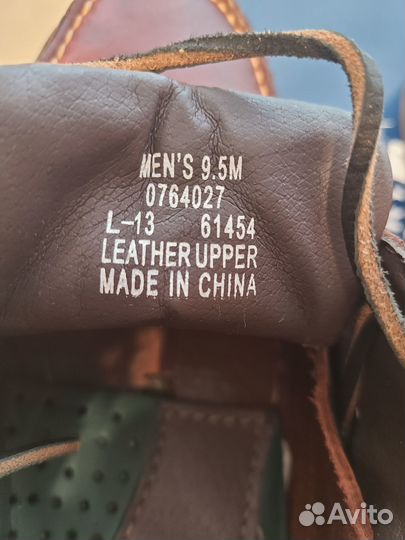 MEN'S 9.5M
0764027
L-13 61454
LEATHER UPPER
MADE IN CHINA
Avito